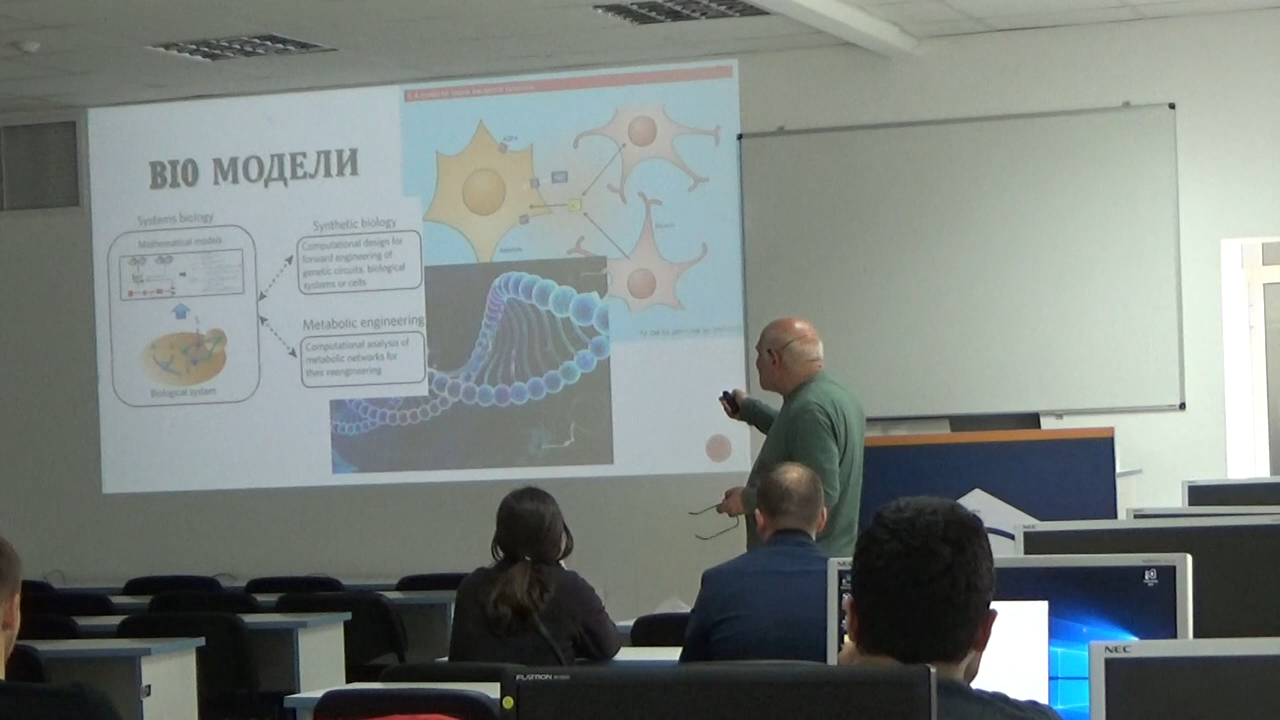 BIO МОДЕЛИ
Systems biology
Mathematical models
Biological system
Synthetic biology
Computational design for
forward engineering of
genetic circuits, biological
systems or cells
Metabolic engineering
Computational analysis of
metabolic networks for
their reengineering
FLATRON
NEC
NEC